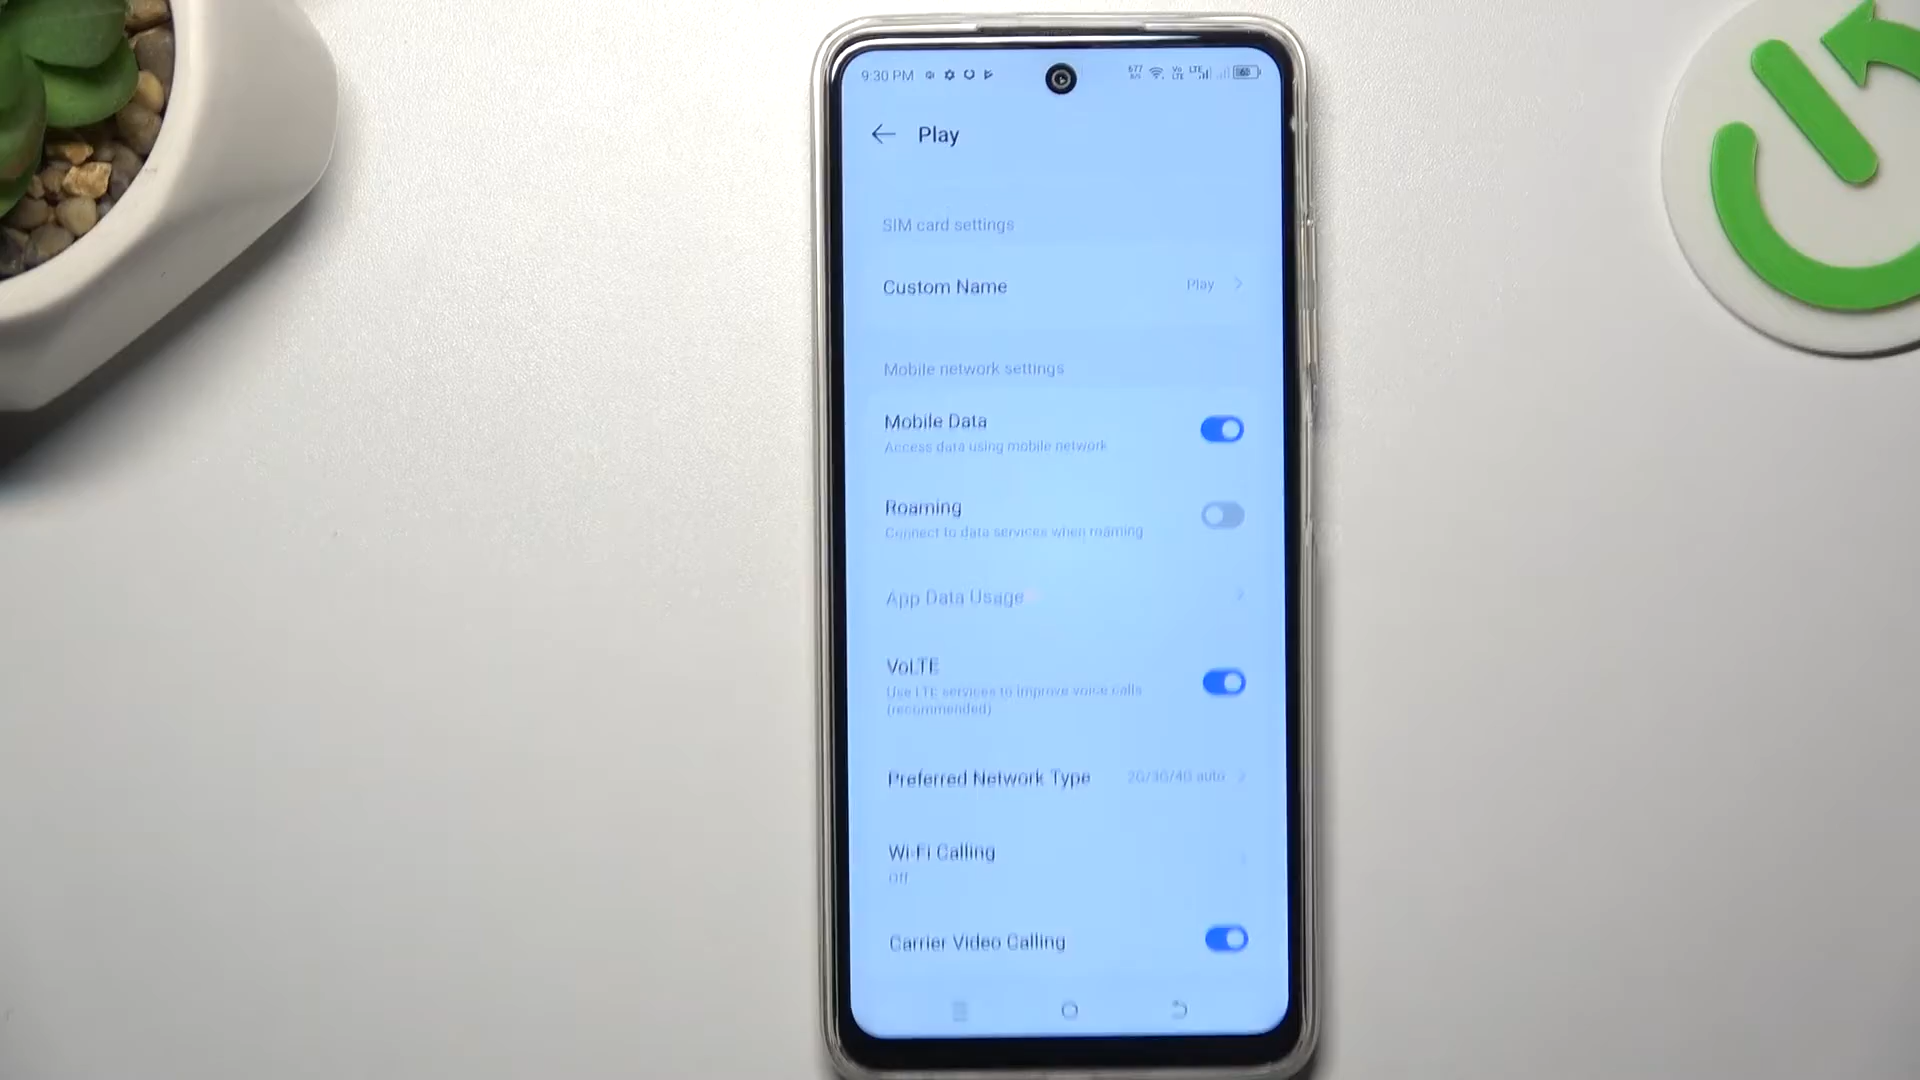 9:30 PM
Play
SIM card settings
Custom Name
Play
Mobile network settings
Mobile Data
Access data using mobile network
Roaming
Connect to data services when roaming
App Data Usage
VoLTE
Use LTE services to improve voice calls
(recommended)
Preferred Network Type
2G/3G/4G auto
Wi-Fi Calling
Off
Carrier Video Calling